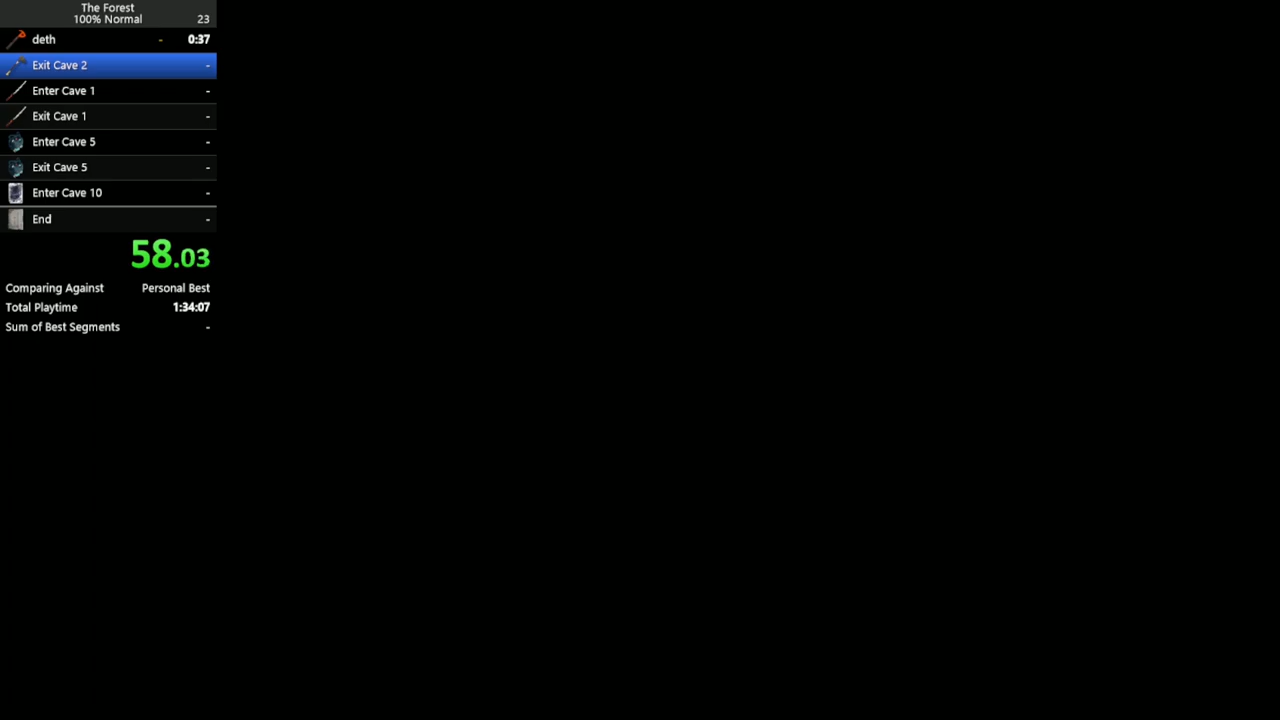 The Forest
100% Normal 23
deth - 0:37
Exit Cave 2 -
Enter Cave 1 -
Exit Cave 1 -
Enter Cave 5 -
Exit Cave 5 -
Enter Cave 10 -
End -
58.03
Comparing Against Personal Best
Total Playtime 1:34:07
Sum of Best Segments -